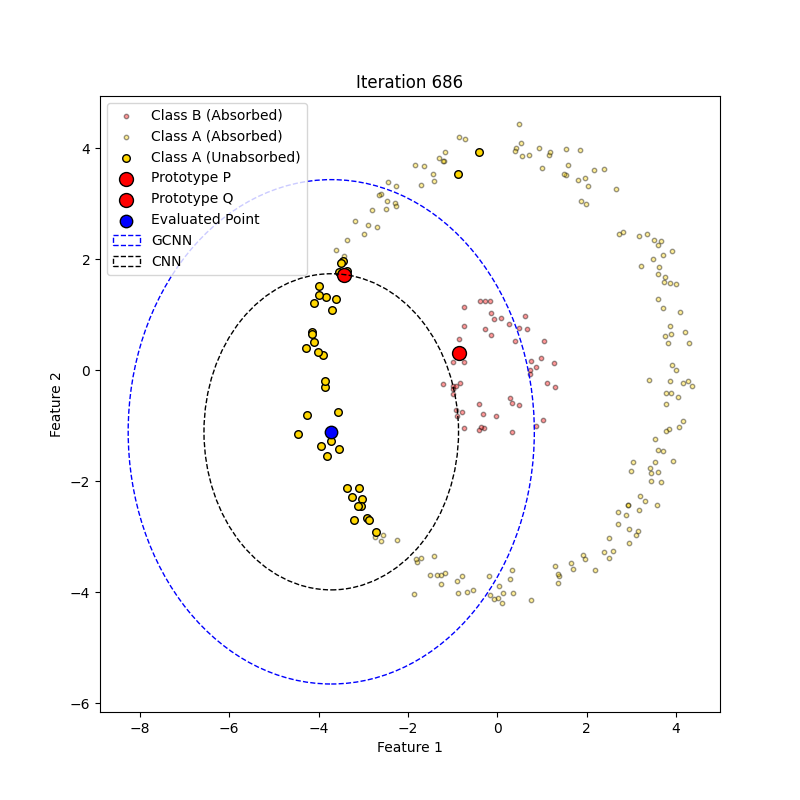 Iteration 686
Class B (Absorbed)
Class A (Absorbed)
Class A (Unabsorbed)
Prototype P
Prototype Q
Evaluated Point
GCNN
CNN
Feature 2
4
2
0
−2
−4
−6
−8
−6
−4
−2
0
2
4
Feature 1